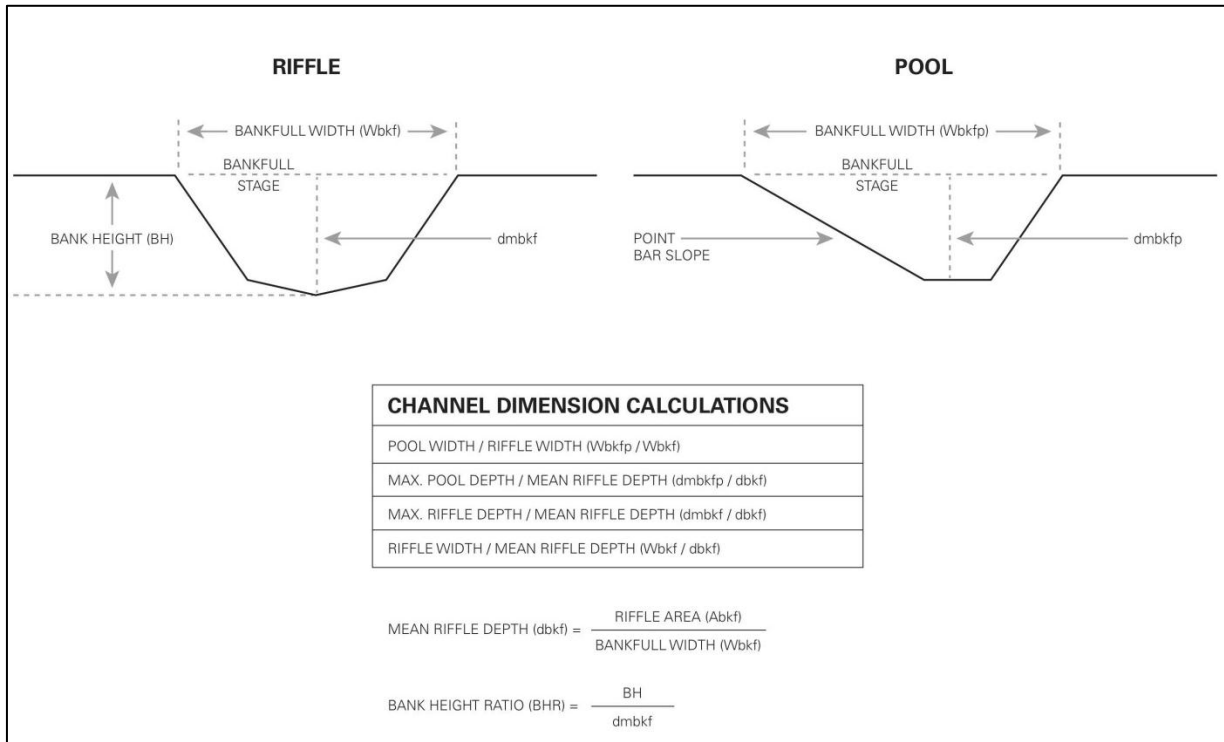 RIFFLE
BANKFULL WIDTH (Wbkf)
BANKFULL
STAGE
BANK HEIGHT (BH)
dmbkf
POOL
BANKFULL WIDTH (Wbkfp)
BANKFULL
STAGE
POINT
BAR SLOPE
dmbkfp
CHANNEL DIMENSION CALCULATIONS
POOL WIDTH / RIFFLE WIDTH (Wbkfp / Wbkf)
MAX. POOL DEPTH / MEAN RIFFLE DEPTH (dmbkfp / dbkf)
MAX. RIFFLE DEPTH / MEAN RIFFLE DEPTH (dmbkf / dbkf)
RIFFLE WIDTH / MEAN RIFFLE DEPTH (Wbkf / dbkf)
MEAN RIFFLE DEPTH (dbkf) =
RIFFLE AREA (Abkf)
BANKFULL WIDTH (Wbkf)
BANK HEIGHT RATIO (BHR) =
BH
dmbkf